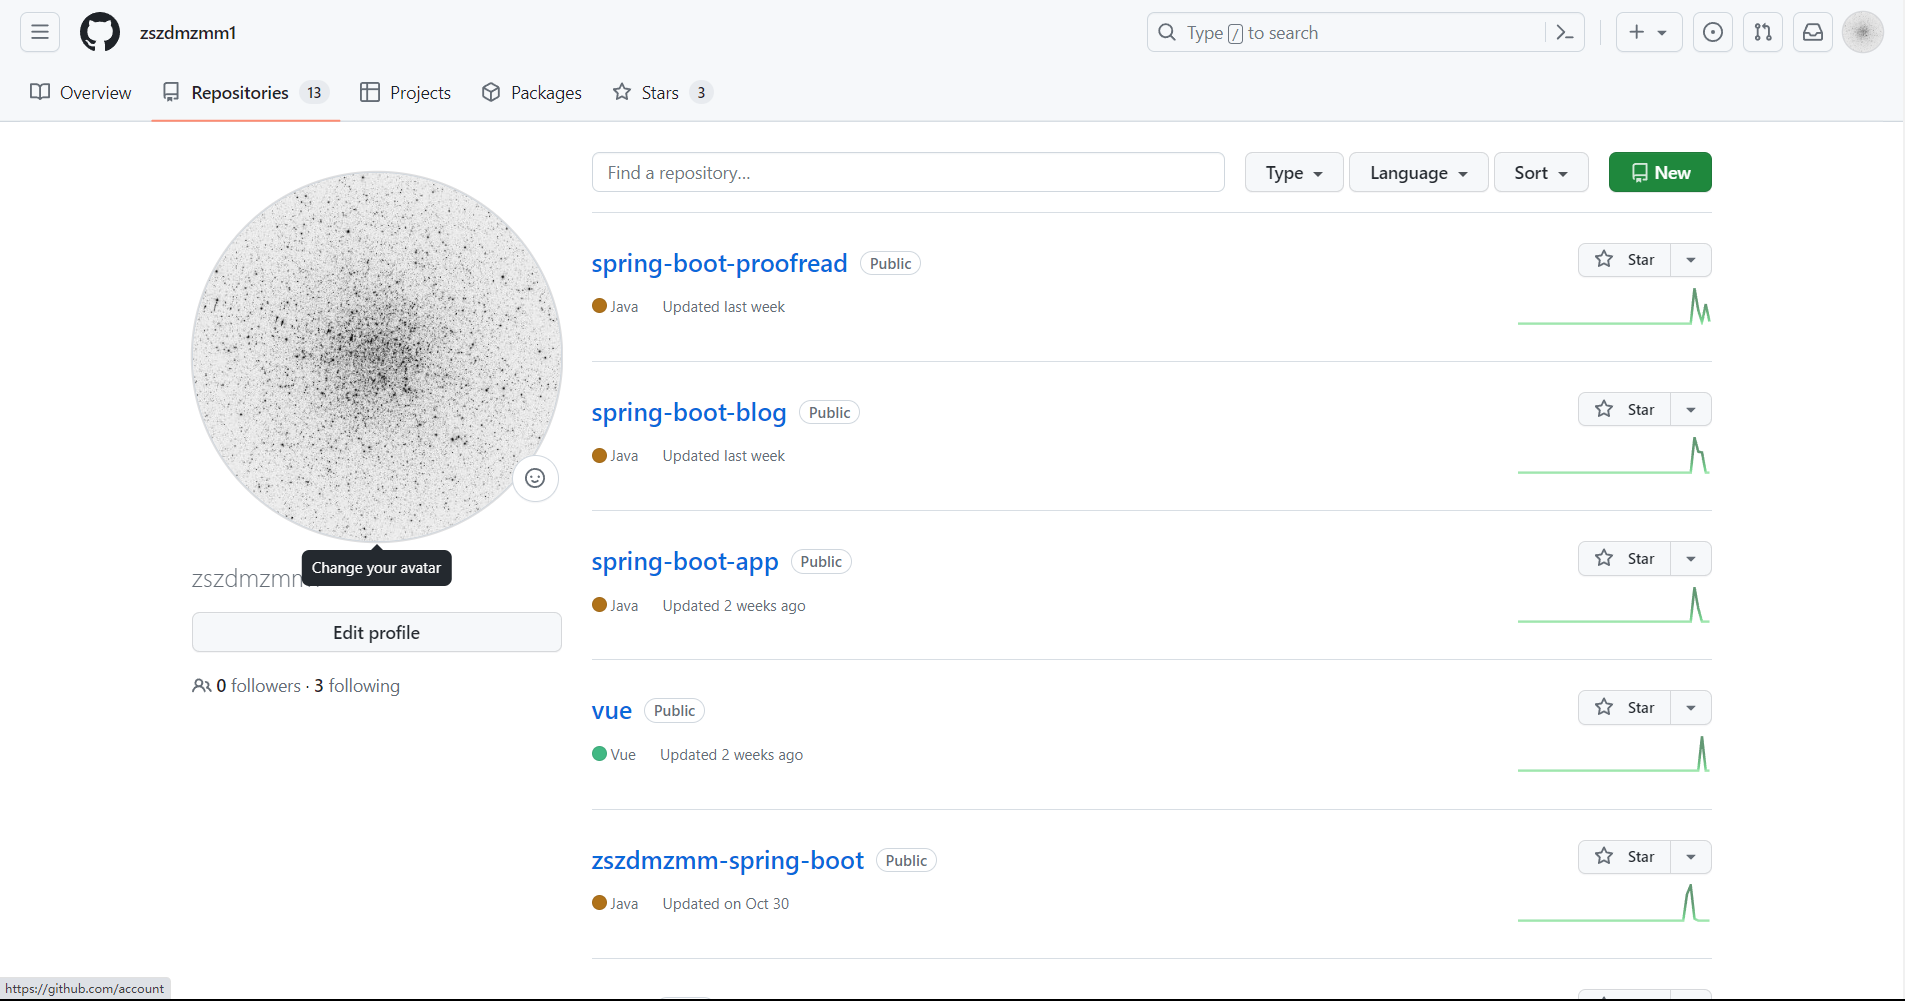 zszdmzmm1
Type / to search
Overview
Repositories 13
Projects
Packages
Stars 3
Find a repository...
Type
Language
Sort
New
spring-boot-proofread Public
Star
Java Updated last week
spring-boot-blog Public
Star
Java Updated last week
spring-boot-app Public
Star
Java Updated 2 weeks ago
Change your avatar
Edit profile
0 followers · 3 following
vue Public
Star
Vue Updated 2 weeks ago
zszdmzmm-spring-boot Public
Star
Java Updated on Oct 30
https://github.com/account